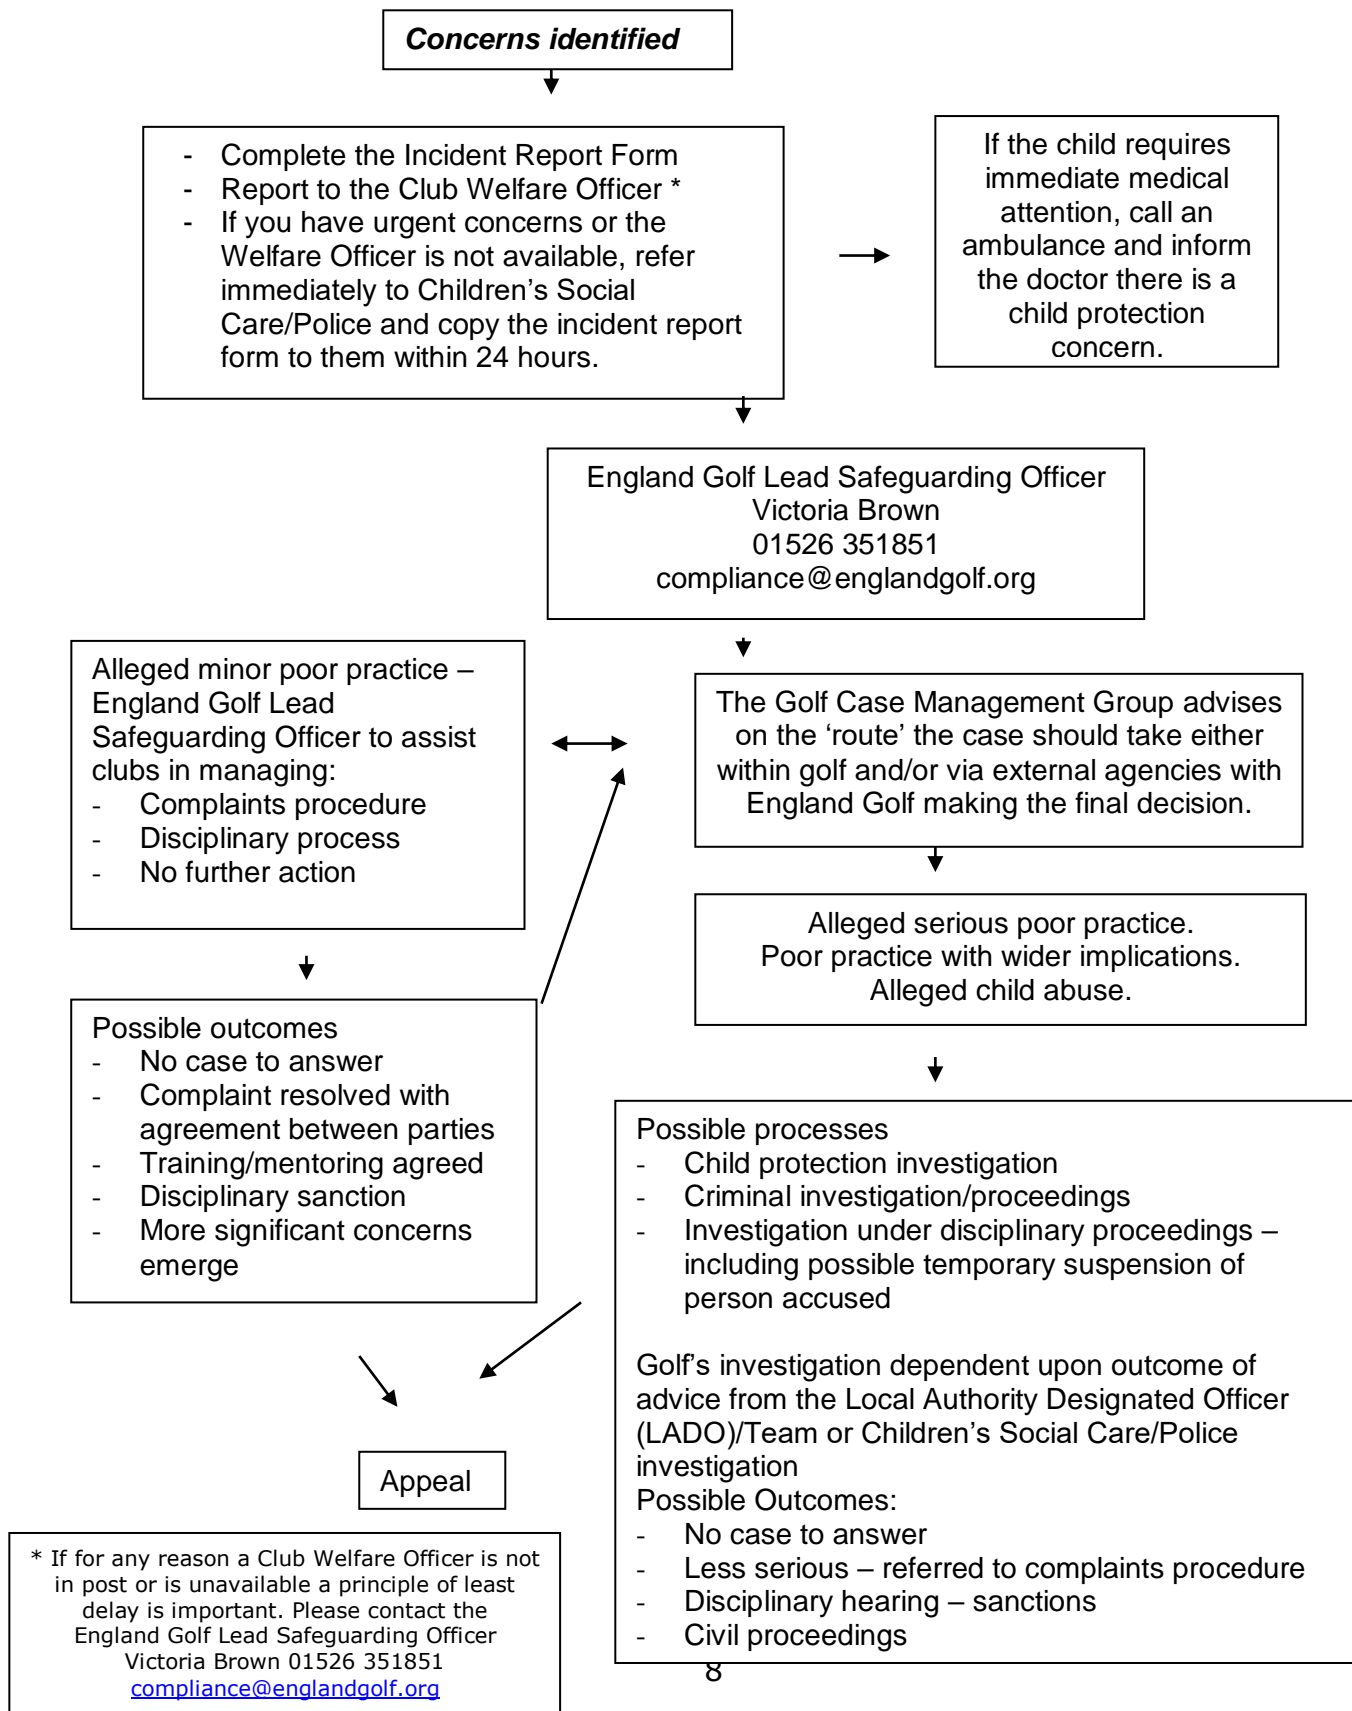 Concerns identified
- Complete the Incident Report Form
- Report to the Club Welfare Officer *
- If you have urgent concerns or the
Welfare Officer is not available, refer
immediately to Children’s Social
Care/Police and copy the incident report
form to them within 24 hours.
If the child requires
immediate medical
attention, call an
ambulance and inform
the doctor there is a
child protection
concern.
England Golf Lead Safeguarding Officer
Victoria Brown
01526 351851
compliance@englandgolf.org
Alleged minor poor practice –
England Golf Lead
Safeguarding Officer to assist
clubs in managing:
- Complaints procedure
- Disciplinary process
- No further action
The Golf Case Management Group advises
on the ‘route’ the case should take either
within golf and/or via external agencies with
England Golf making the final decision.
Alleged serious poor practice.
Poor practice with wider implications.
Alleged child abuse.
Possible outcomes
- No case to answer
- Complaint resolved with
agreement between parties
- Training/mentoring agreed
- Disciplinary sanction
- More significant concerns
emerge
Possible processes
- Child protection investigation
- Criminal investigation/proceedings
- Investigation under disciplinary proceedings –
including possible temporary suspension of
person accused
Golf’s investigation dependent upon outcome of
advice from the Local Authority Designated Officer
(LADO)/Team or Children’s Social Care/Police
investigation
Possible Outcomes:
- No case to answer
- Less serious – referred to complaints procedure
- Disciplinary hearing – sanctions
- Civil proceedings
Appeal
* If for any reason a Club Welfare Officer is not
in post or is unavailable a principle of least
delay is important. Please contact the
England Golf Lead Safeguarding Officer
Victoria Brown 01526 351851
compliance@englandgolf.org
8